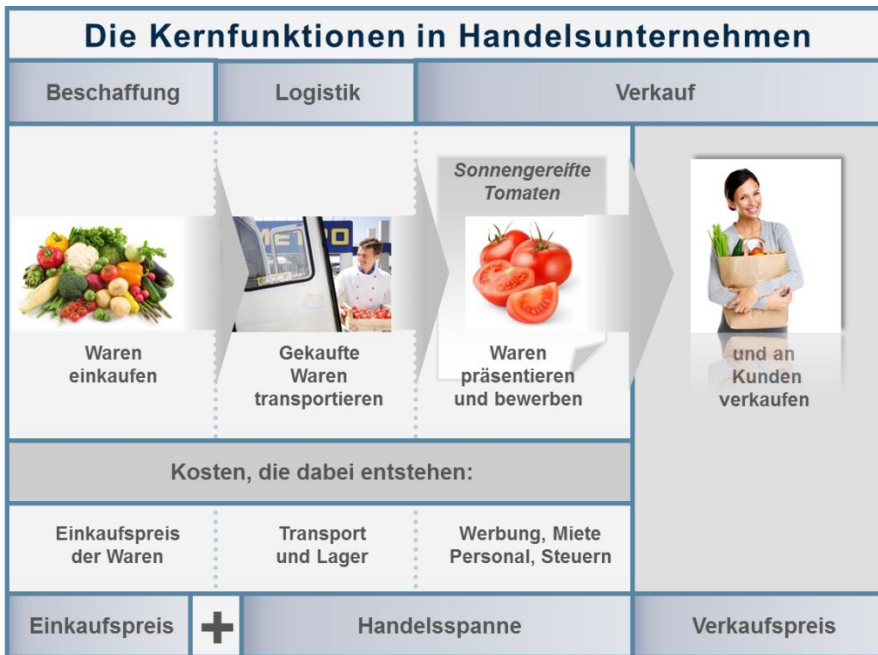 Die Kernfunktionen in Handelsunternehmen
Beschaffung
Logistik
Verkauf
Sonnengereifte
Tomaten
METRO
Waren
einkaufen
Gekaufte
Waren
transportieren
Waren
präsentieren
und bewerben
und an
Kunden
verkaufen
Kosten, die dabei entstehen:
Einkaufspreis
der Waren
Transport
und Lager
Werbung, Miete
Personal, Steuern
Einkaufspreis
+
Handelsspanne
Verkaufspreis